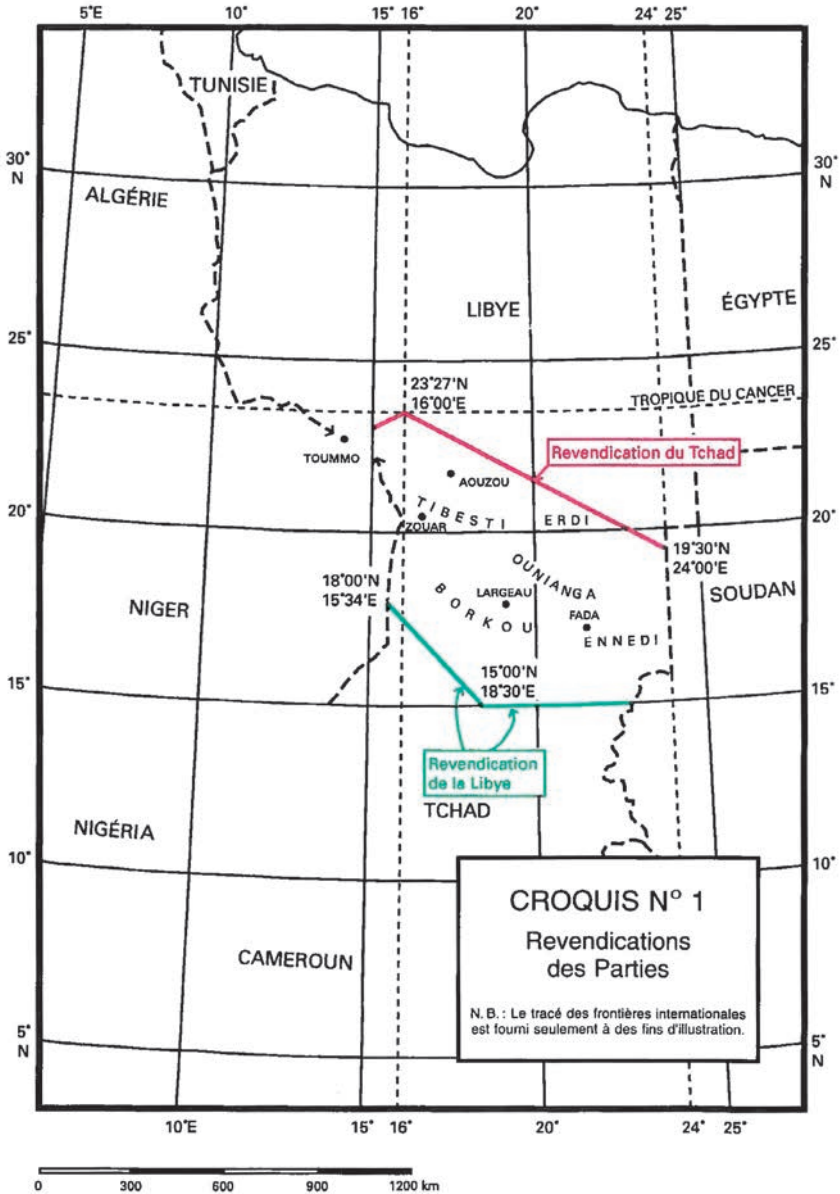 5°E 10° 15° 16° 20° 24° 25°
TUNISIE
30°
N
30°
N
ALGÉRIE
LIBYE
ÉGYPTE
25°
25°
23°27'N
16°00'E
TROPIQUE DU CANCER
Revendication du Tchad
TOUMMO
AOUZOU
TIBESTI
ERDI
ZOUAR
20°
20°
19°30'N
24°00'E
OUNIANGA
18°00'N
15°34'E
LARGEAU
BORKOU
FADA
ENNEDI
NIGER
SOUDAN
15°00'N
18°30'E
15°
15°
Revendication
de la Libye
TCHAD
NIGÉRIA
10°
10°
CROQUIS N° 1
Revendications
des Parties
N.B.: Le tracé des frontières internationales
est fourni seulement à des fins d'illustration.
CAMEROUN
5°
N
5°
N
10°E 15° 16° 20° 24° 25°
0 300 600 900 1200 km